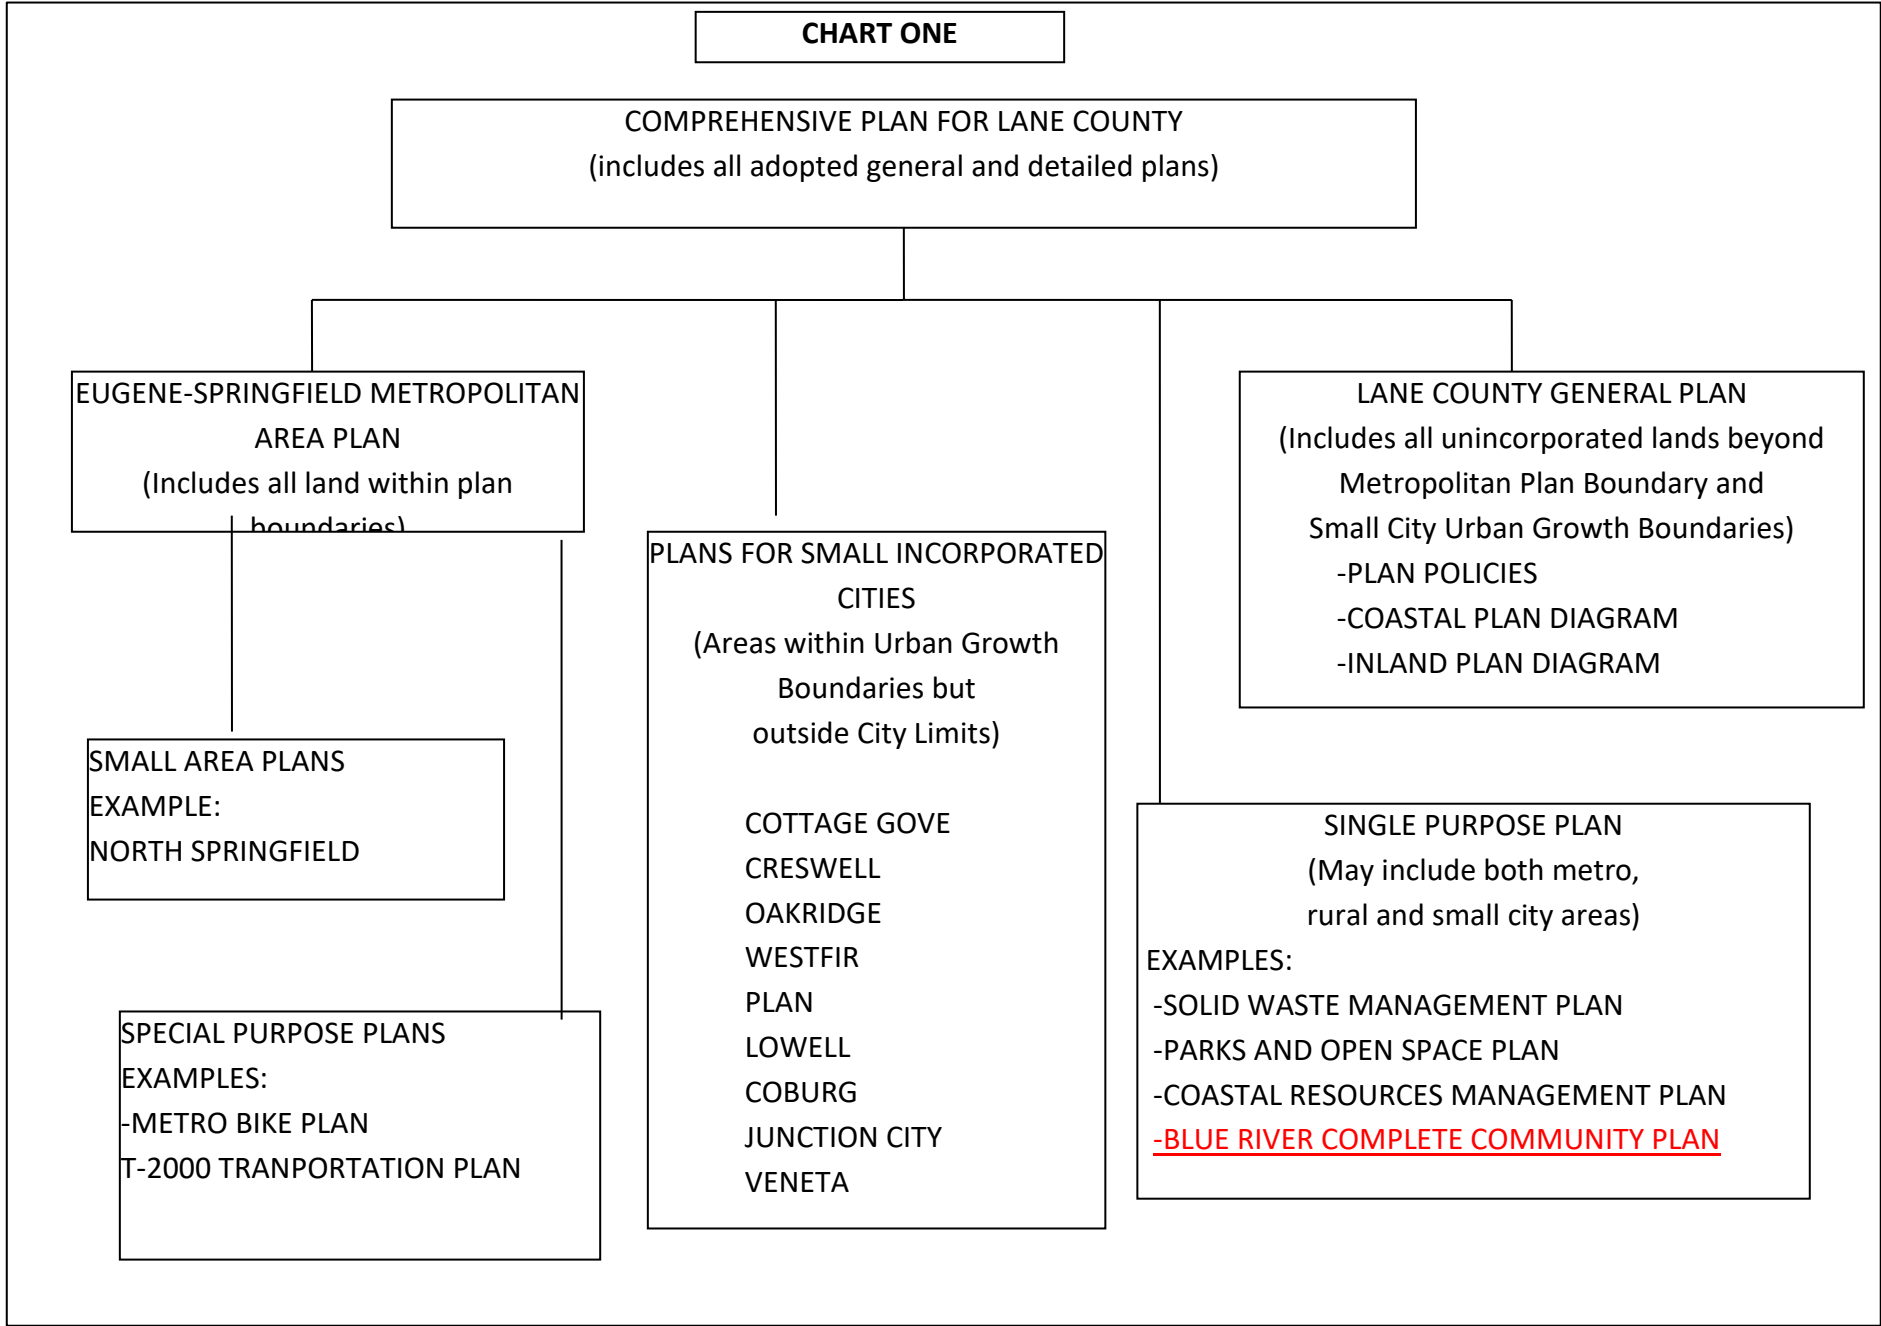 CHART ONE
COMPREHENSIVE PLAN FOR LANE COUNTY
(includes all adopted general and detailed plans)
EUGENE-SPRINGFIELD METROPOLITAN
AREA PLAN
(Includes all land within plan
boundaries)
SMALL AREA PLANS
EXAMPLE:
NORTH SPRINGFIELD
SPECIAL PURPOSE PLANS
EXAMPLES:
-METRO BIKE PLAN
T-2000 TRANPORTATION PLAN
PLANS FOR SMALL INCORPORATED
CITIES
(Areas within Urban Growth
Boundaries but
outside City Limits)
COTTAGE GOVE
CRESWELL
OAKRIDGE
WESTFIR
PLAN
LOWELL
COBURG
JUNCTION CITY
VENETA
LANE COUNTY GENERAL PLAN
(Includes all unincorporated lands beyond
Metropolitan Plan Boundary and
Small City Urban Growth Boundaries)
-PLAN POLICIES
-COASTAL PLAN DIAGRAM
-INLAND PLAN DIAGRAM
SINGLE PURPOSE PLAN
(May include both metro,
rural and small city areas)
EXAMPLES:
-SOLID WASTE MANAGEMENT PLAN
-PARKS AND OPEN SPACE PLAN
-COASTAL RESOURCES MANAGEMENT PLAN
-BLUE RIVER COMPLETE COMMUNITY PLAN